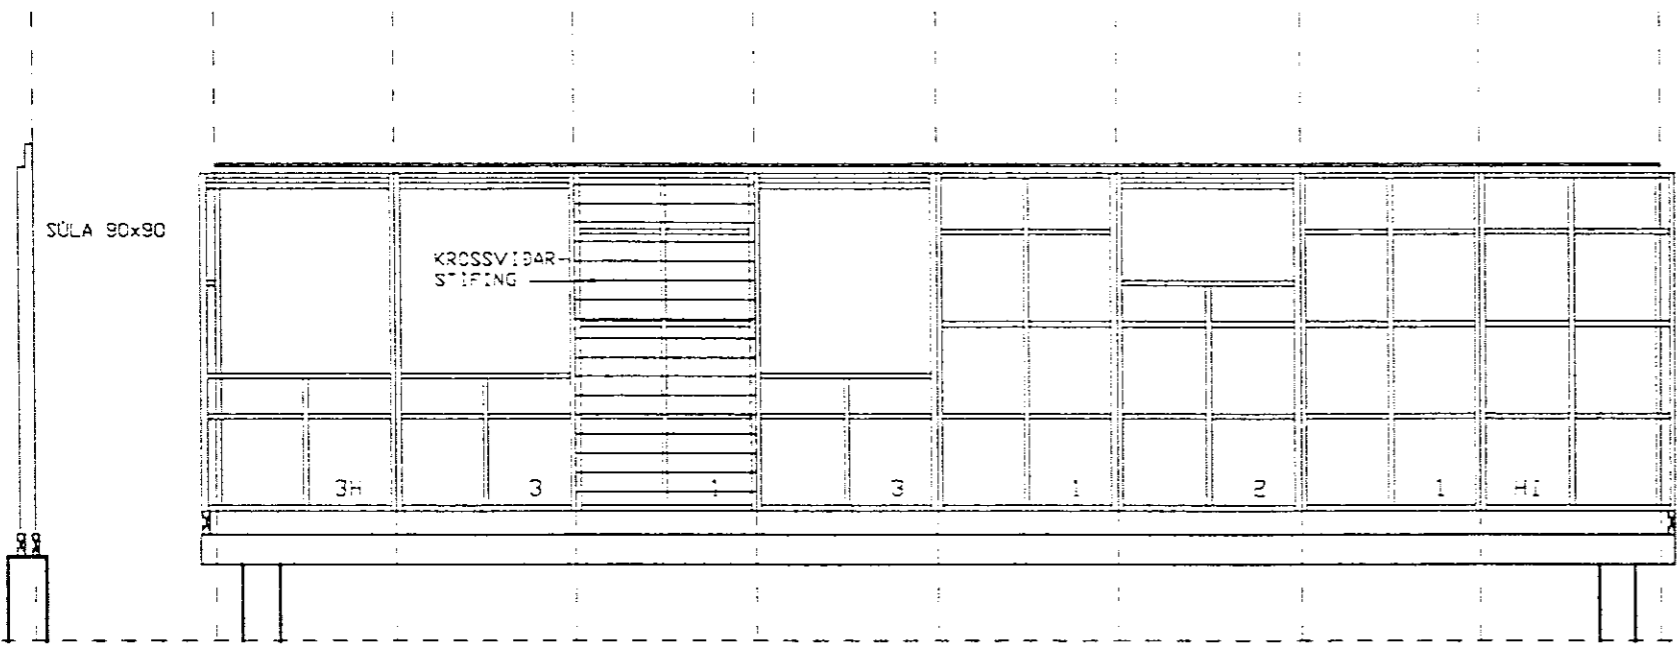 SÚLA 90x90
KROSSVIÐAR-
STÍFING
3H 3 1 3 1 2 1 H1